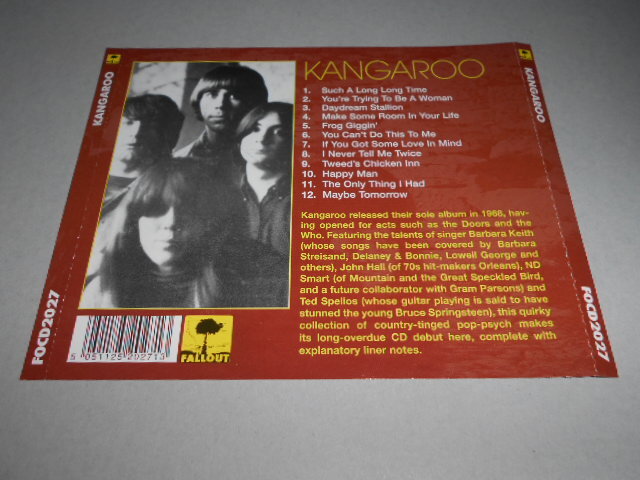 KANGAROO
KANGAROO
KANGAROO
1. Such A Long Long Time
2. You're Trying To Be A Woman
3. Daydream Stallion
4. Make Some Room In Your Life
5. Frog Giggin'
6. You Can't Do This To Me
7. If You Got Some Love In Mind
8. I Never Tell Me Twice
9. Tweed's Chicken Inn
10. Happy Man
11. The Only Thing I Had
12. Maybe Tomorrow
Kangaroo released their sole album in 1968, hav-
ing opened for acts such as the Doors and the
Who. Featuring the talents of singer Barbara Keith
(whose songs have been covered by Barbara
Streisand, Delaney & Bonnie, Lowell George and
others), John Hall (of 70s hit-makers Orleans), ND
Smart (of Mountain and the Great Speckled Bird,
and a future collaborator with Gram Parsons) and
Ted Spelios (whose guitar playing is said to have
stunned the young Bruce Springsteen), this quirky
collection of country-tinged pop-psych makes
its long-overdue CD debut here, complete with
explanatory liner notes.
FOCD2027
5 051125 202713
FALLOUT
FOCD2027